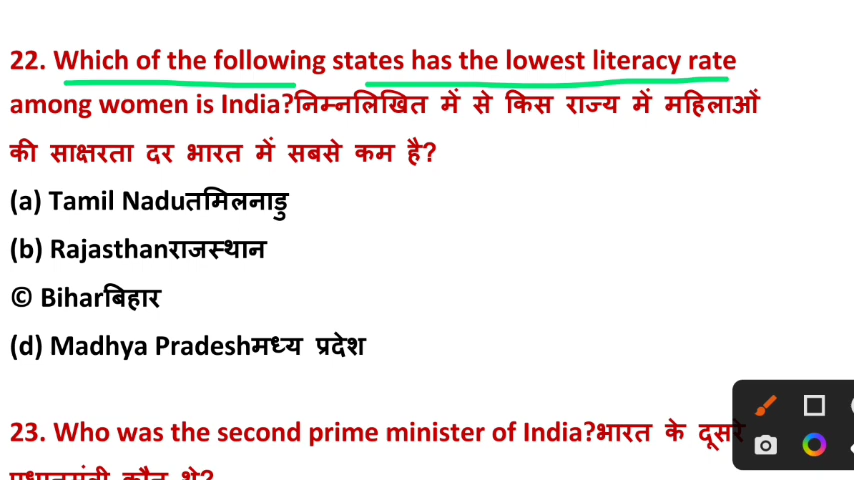 22. Which of the following states has the lowest literacy rate
among women is India?निम्नलिखित में से किस राज्य में महिलाओं
की साक्षरता दर भारत में सबसे कम है?
(a) Tamil Naduतमिलनाडु
(b) Rajasthanराजस्थान
© Biharबिहार
(d) Madhya Pradeshमध्य प्रदेश
23. Who was the second prime minister of India?भारत के दूसरे
प्रधानमंत्री कौन थे?